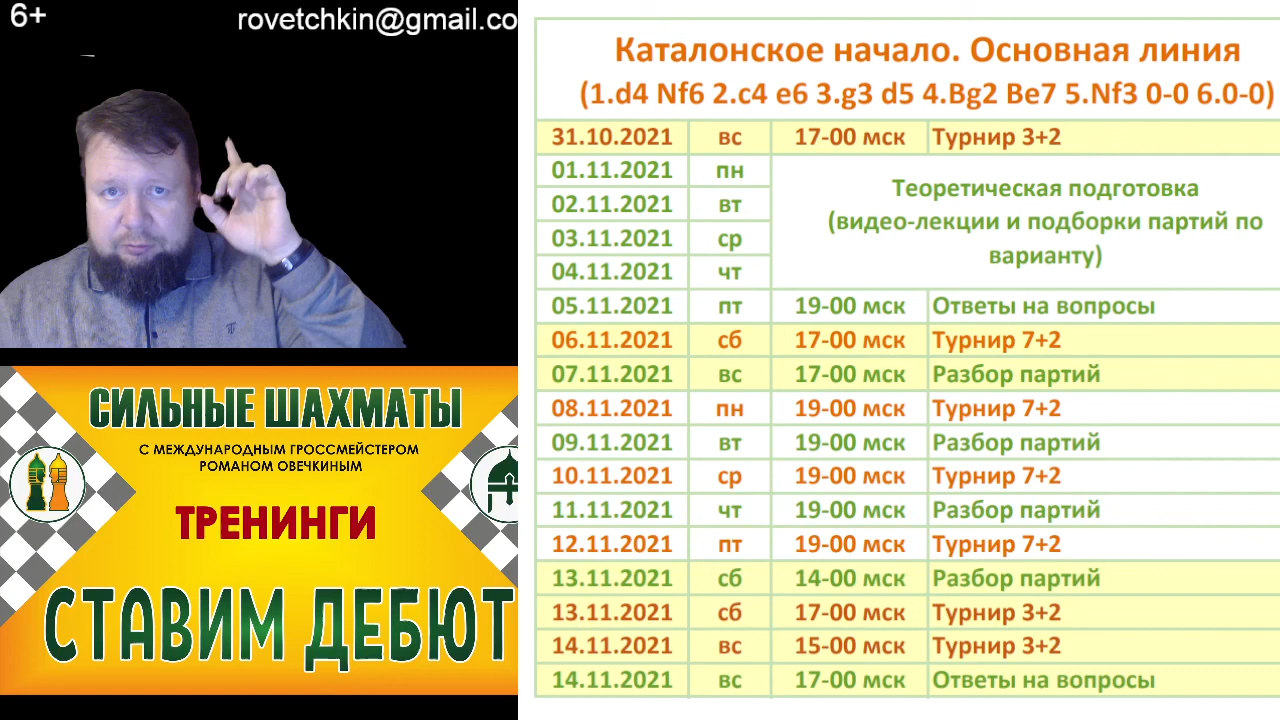 6+
rovetchkin@gmail.co
СИЛЬНЫЕ ШАХМАТЫ
С МЕЖДУНАРОДНЫМ ГРОССМЕЙСТЕРОМ
РОМАНОМ ОВЕЧКИНЫМ
ТРЕНИНГИ
СТАВИМ ДЕБЮТ
Каталонское начало. Основная линия
(1.d4 Nf6 2.c4 e6 3.g3 d5 4.Bg2 Be7 5.Nf3 0-0 6.0-0)
31.10.2021 вс 17-00 мск Турнир 3+2
01.11.2021 пн
02.11.2021 вт
03.11.2021 ср
04.11.2021 чт
Теоретическая подготовка
(видео-лекции и подборки партий по
варианту)
05.11.2021 пт 19-00 мск Ответы на вопросы
06.11.2021 сб 17-00 мск Турнир 7+2
07.11.2021 вс 17-00 мск Разбор партий
08.11.2021 пн 19-00 мск Турнир 7+2
09.11.2021 вт 19-00 мск Разбор партий
10.11.2021 ср 19-00 мск Турнир 7+2
11.11.2021 чт 19-00 мск Разбор партий
12.11.2021 пт 19-00 мск Турнир 7+2
13.11.2021 сб 14-00 мск Разбор партий
13.11.2021 сб 17-00 мск Турнир 3+2
14.11.2021 вс 15-00 мск Турнир 3+2
14.11.2021 вс 17-00 мск Ответы на вопросы